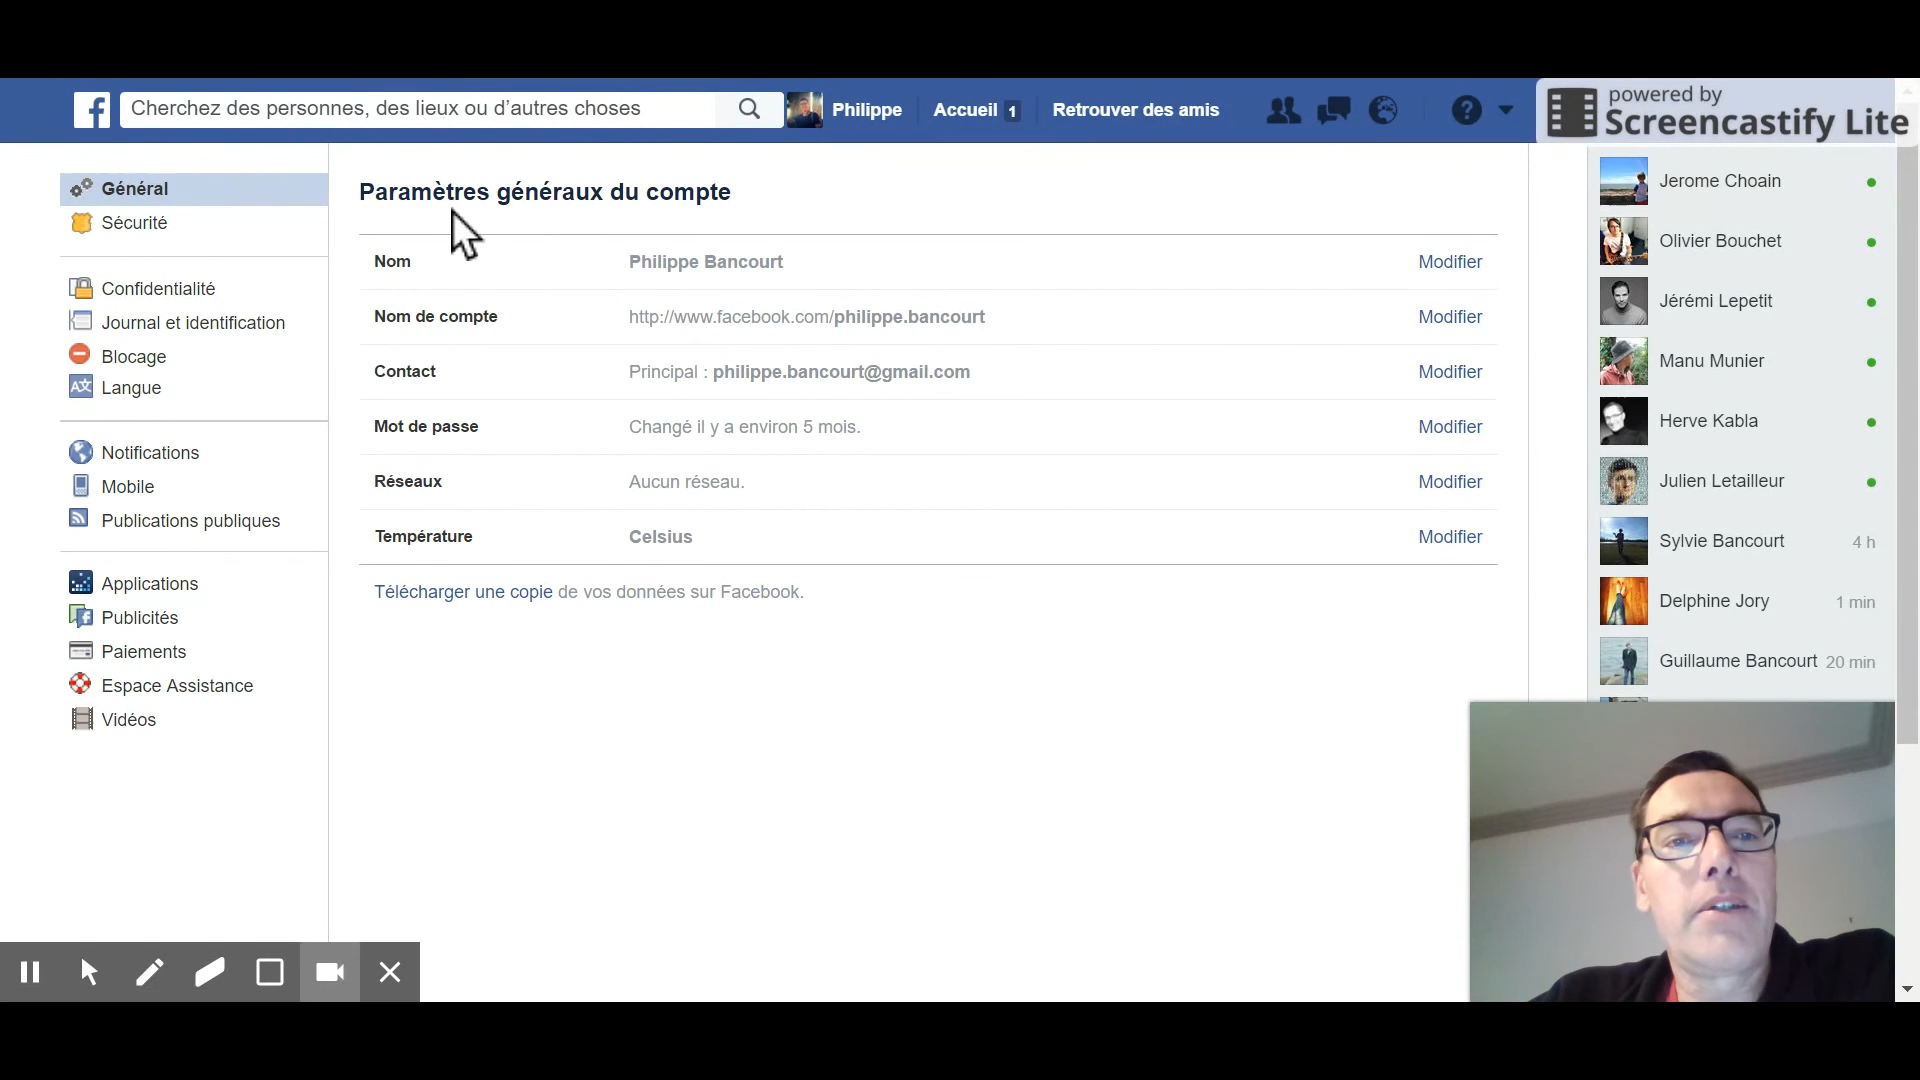 Cherchez des personnes, des lieux ou d'autres choses
Philippe
Accueil 1
Retrouver des amis
?
powered by
Screencastify Lite
Général
Sécurité
Confidentialité
Journal et identification
Blocage
Langue
Notifications
Mobile
Publications publiques
Applications
Publicités
Paiements
Espace Assistance
Vidéos
Paramètres généraux du compte
Nom Philippe Bancourt Modifier
Nom de compte http://www.facebook.com/philippe.bancourt Modifier
Contact Principal : philippe.bancourt@gmail.com Modifier
Mot de passe Changé il y a environ 5 mois. Modifier
Réseaux Aucun réseau. Modifier
Température Celsius Modifier
Télécharger une copie de vos données sur Facebook.
Jerome Choain
Olivier Bouchet
Jérémi Lepetit
Manu Munier
Herve Kabla
Julien Letailleur
Sylvie Bancourt 4 h
Delphine Jory 1 min
Guillaume Bancourt 20 min